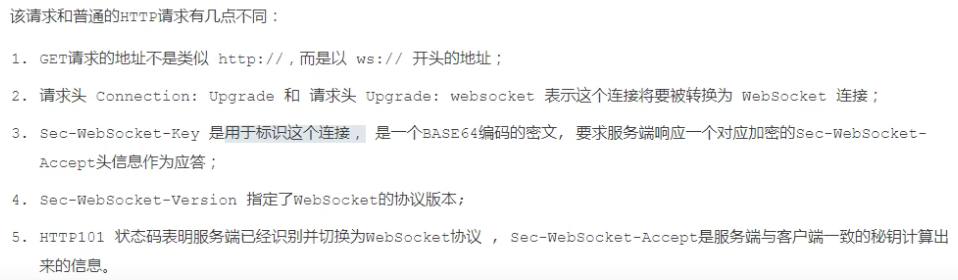 该请求和普通的HTTP请求有几点不同：
1. GET请求的地址不是类似 http://，而是以 ws:// 开头的地址；
2. 请求头 Connection: Upgrade 和 请求头 Upgrade: websocket 表示这个连接将要被转换为 WebSocket 连接；
3. Sec-WebSocket-Key 是用于标识这个连接， 是一个BASE64编码的密文, 要求服务端响应一个对应加密的Sec-WebSocket-
Accept头信息作为应答；
4. Sec-WebSocket-Version 指定了WebSocket的协议版本;
5. HTTP101 状态码表明服务端已经识别并切换为WebSocket协议 , Sec-WebSocket-Accept是服务端与客户端一致的秘钥计算出
来的信息。